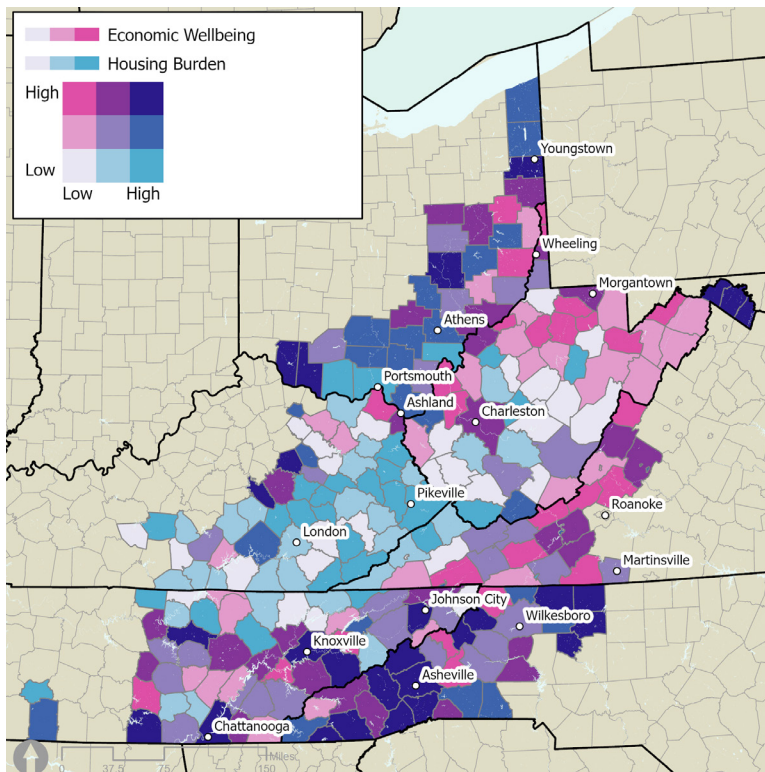 Economic Wellbeing
Housing Burden
High
Low
Low High
Youngstown
Wheeling
Morgantown
Athens
Portsmouth
Ashland
Charleston
Pikeville
Roanoke
London
Martinsville
Johnson City
Wilkesboro
Knoxville
Asheville
Chattanooga
Miles
0 37.5 75 150